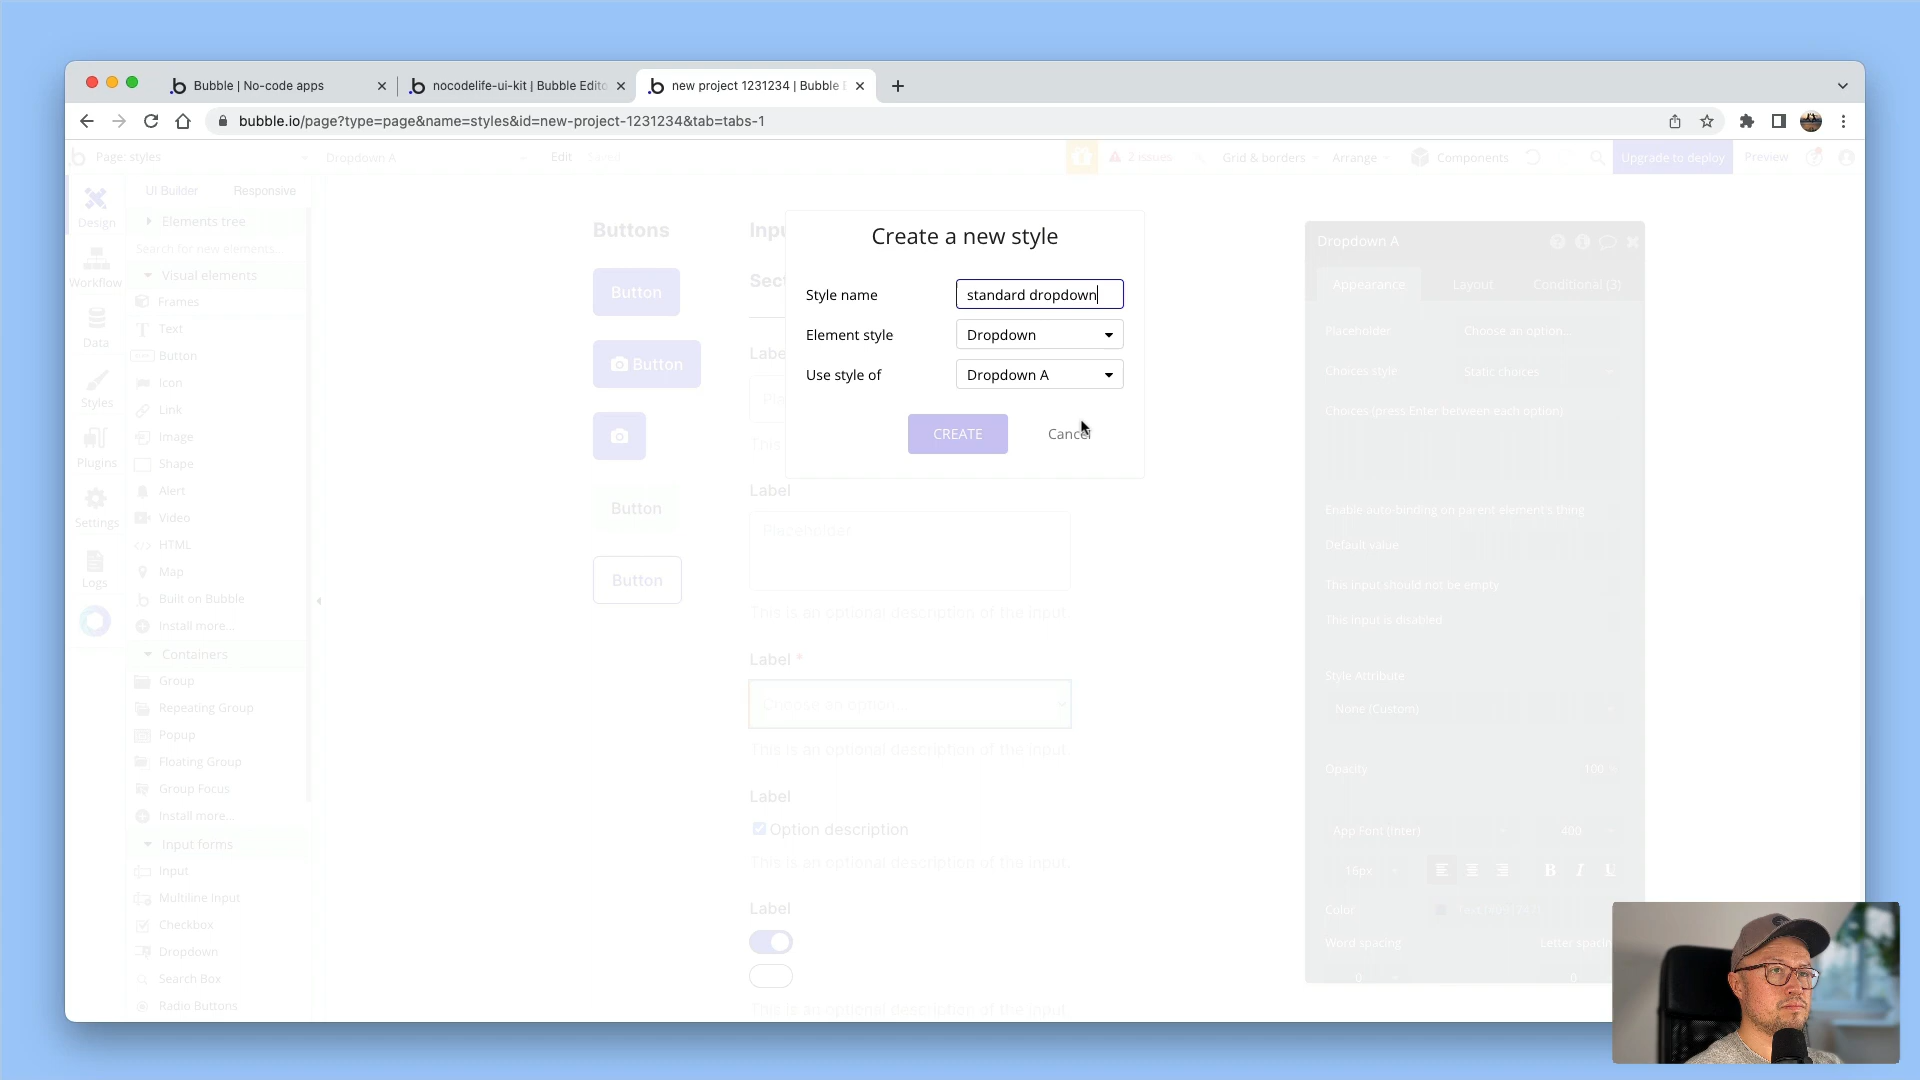 Bubble | No-code apps
nocodelife-ui-kit | Bubble Edito
new project 1231234 | Bubble E
bubble.io/page?type=page&name=styles&id=new-project-1231234&tab=tabs-1
Page: styles
Dropdown A
Edit
Saved
2 issues
Grid & borders
Arrange
Components
Upgrade to deploy
Preview
Design
Workflow
Data
Styles
Plugins
Settings
Logs
UI Builder
Responsive
Elements tree
Search for new elements...
Visual elements
Frames
Text
Button
Icon
Link
Image
Shape
Alert
Video
HTML
Map
Built on Bubble
Install more...
Containers
Group
Repeating Group
Popup
Floating Group
Group Focus
Install more...
Input forms
Input
Multiline Input
Checkbox
Dropdown
Search Box
Radio Buttons
Buttons
Button
Button
Button
Button
Create a new style
Style name
standard dropdown
Element style
Dropdown
Use style of
Dropdown A
CREATE
Cancel
Label
Placeholder
This is an optional description of the input.
Label *
Choose an option...
This is an optional description of the input.
Label
Option description
This is an optional description of the input.
Label
This is an optional description of the input.
Dropdown A
Appearance
Layout
Conditional (3)
Placeholder
Choose an option...
Choices style
Static choices
Choices (press Enter between each option)
Enable auto-binding on parent element's thing
Default value
This input should not be empty
This input is disabled
Style Attribute
None (Custom)
Opacity
100
App Font (Inter)
400
16px
B I U
Color
Word spacing
Letter spacin
0
0